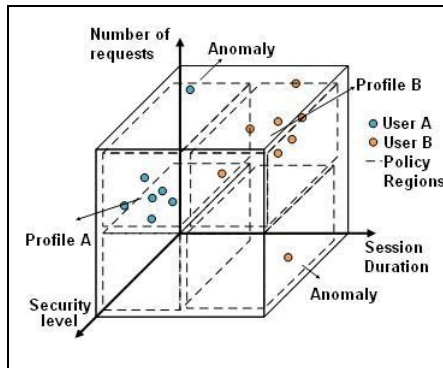 Number of
requests
Anomaly
Profile B
User A
User B
Policy
Regions
Profile A
Session
Duration
Security
level
Anomaly